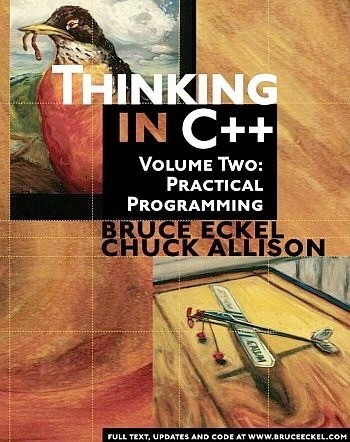 THINKING
IN C++
VOLUME TWO:
PRACTICAL
PROGRAMMING
BRUCE ECKEL
CHUCK ALLISON
FULL TEXT, UPDATES AND CODE AT WWW.BRUCEECKEL.COM